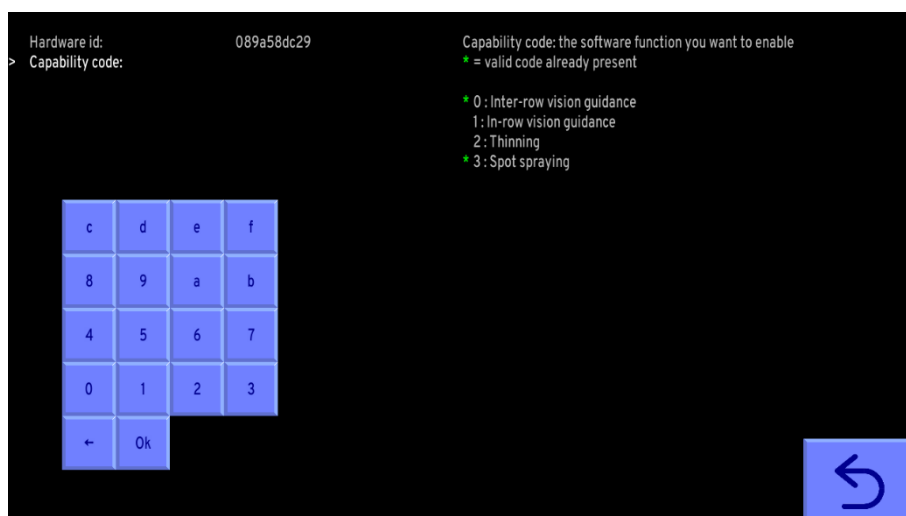 Hardware id: 089a58dc29
> Capability code:
Capability code: the software function you want to enable
* = valid code already present
* 0 : Inter-row vision guidance
1 : In-row vision guidance
2 : Thinning
* 3 : Spot spraying
c d e f
8 9 a b
4 5 6 7
0 1 2 3
← Ok